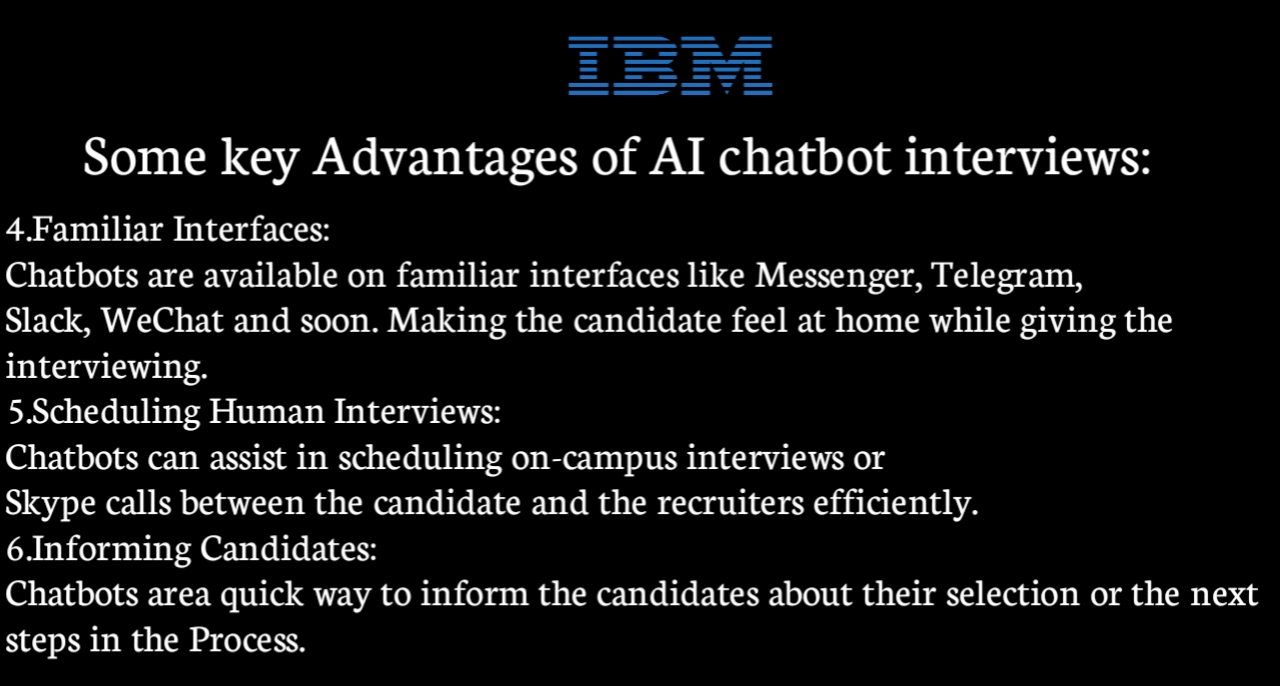 IBM
Some key Advantages of AI chatbot interviews:
4.Familiar Interfaces:
Chatbots are available on familiar interfaces like Messenger, Telegram,
Slack, WeChat and soon. Making the candidate feel at home while giving the
interviewing.
5.Scheduling Human Interviews:
Chatbots can assist in scheduling on-campus interviews or
Skype calls between the candidate and the recruiters efficiently.
6.Informing Candidates:
Chatbots area quick way to inform the candidates about their selection or the next
steps in the Process.